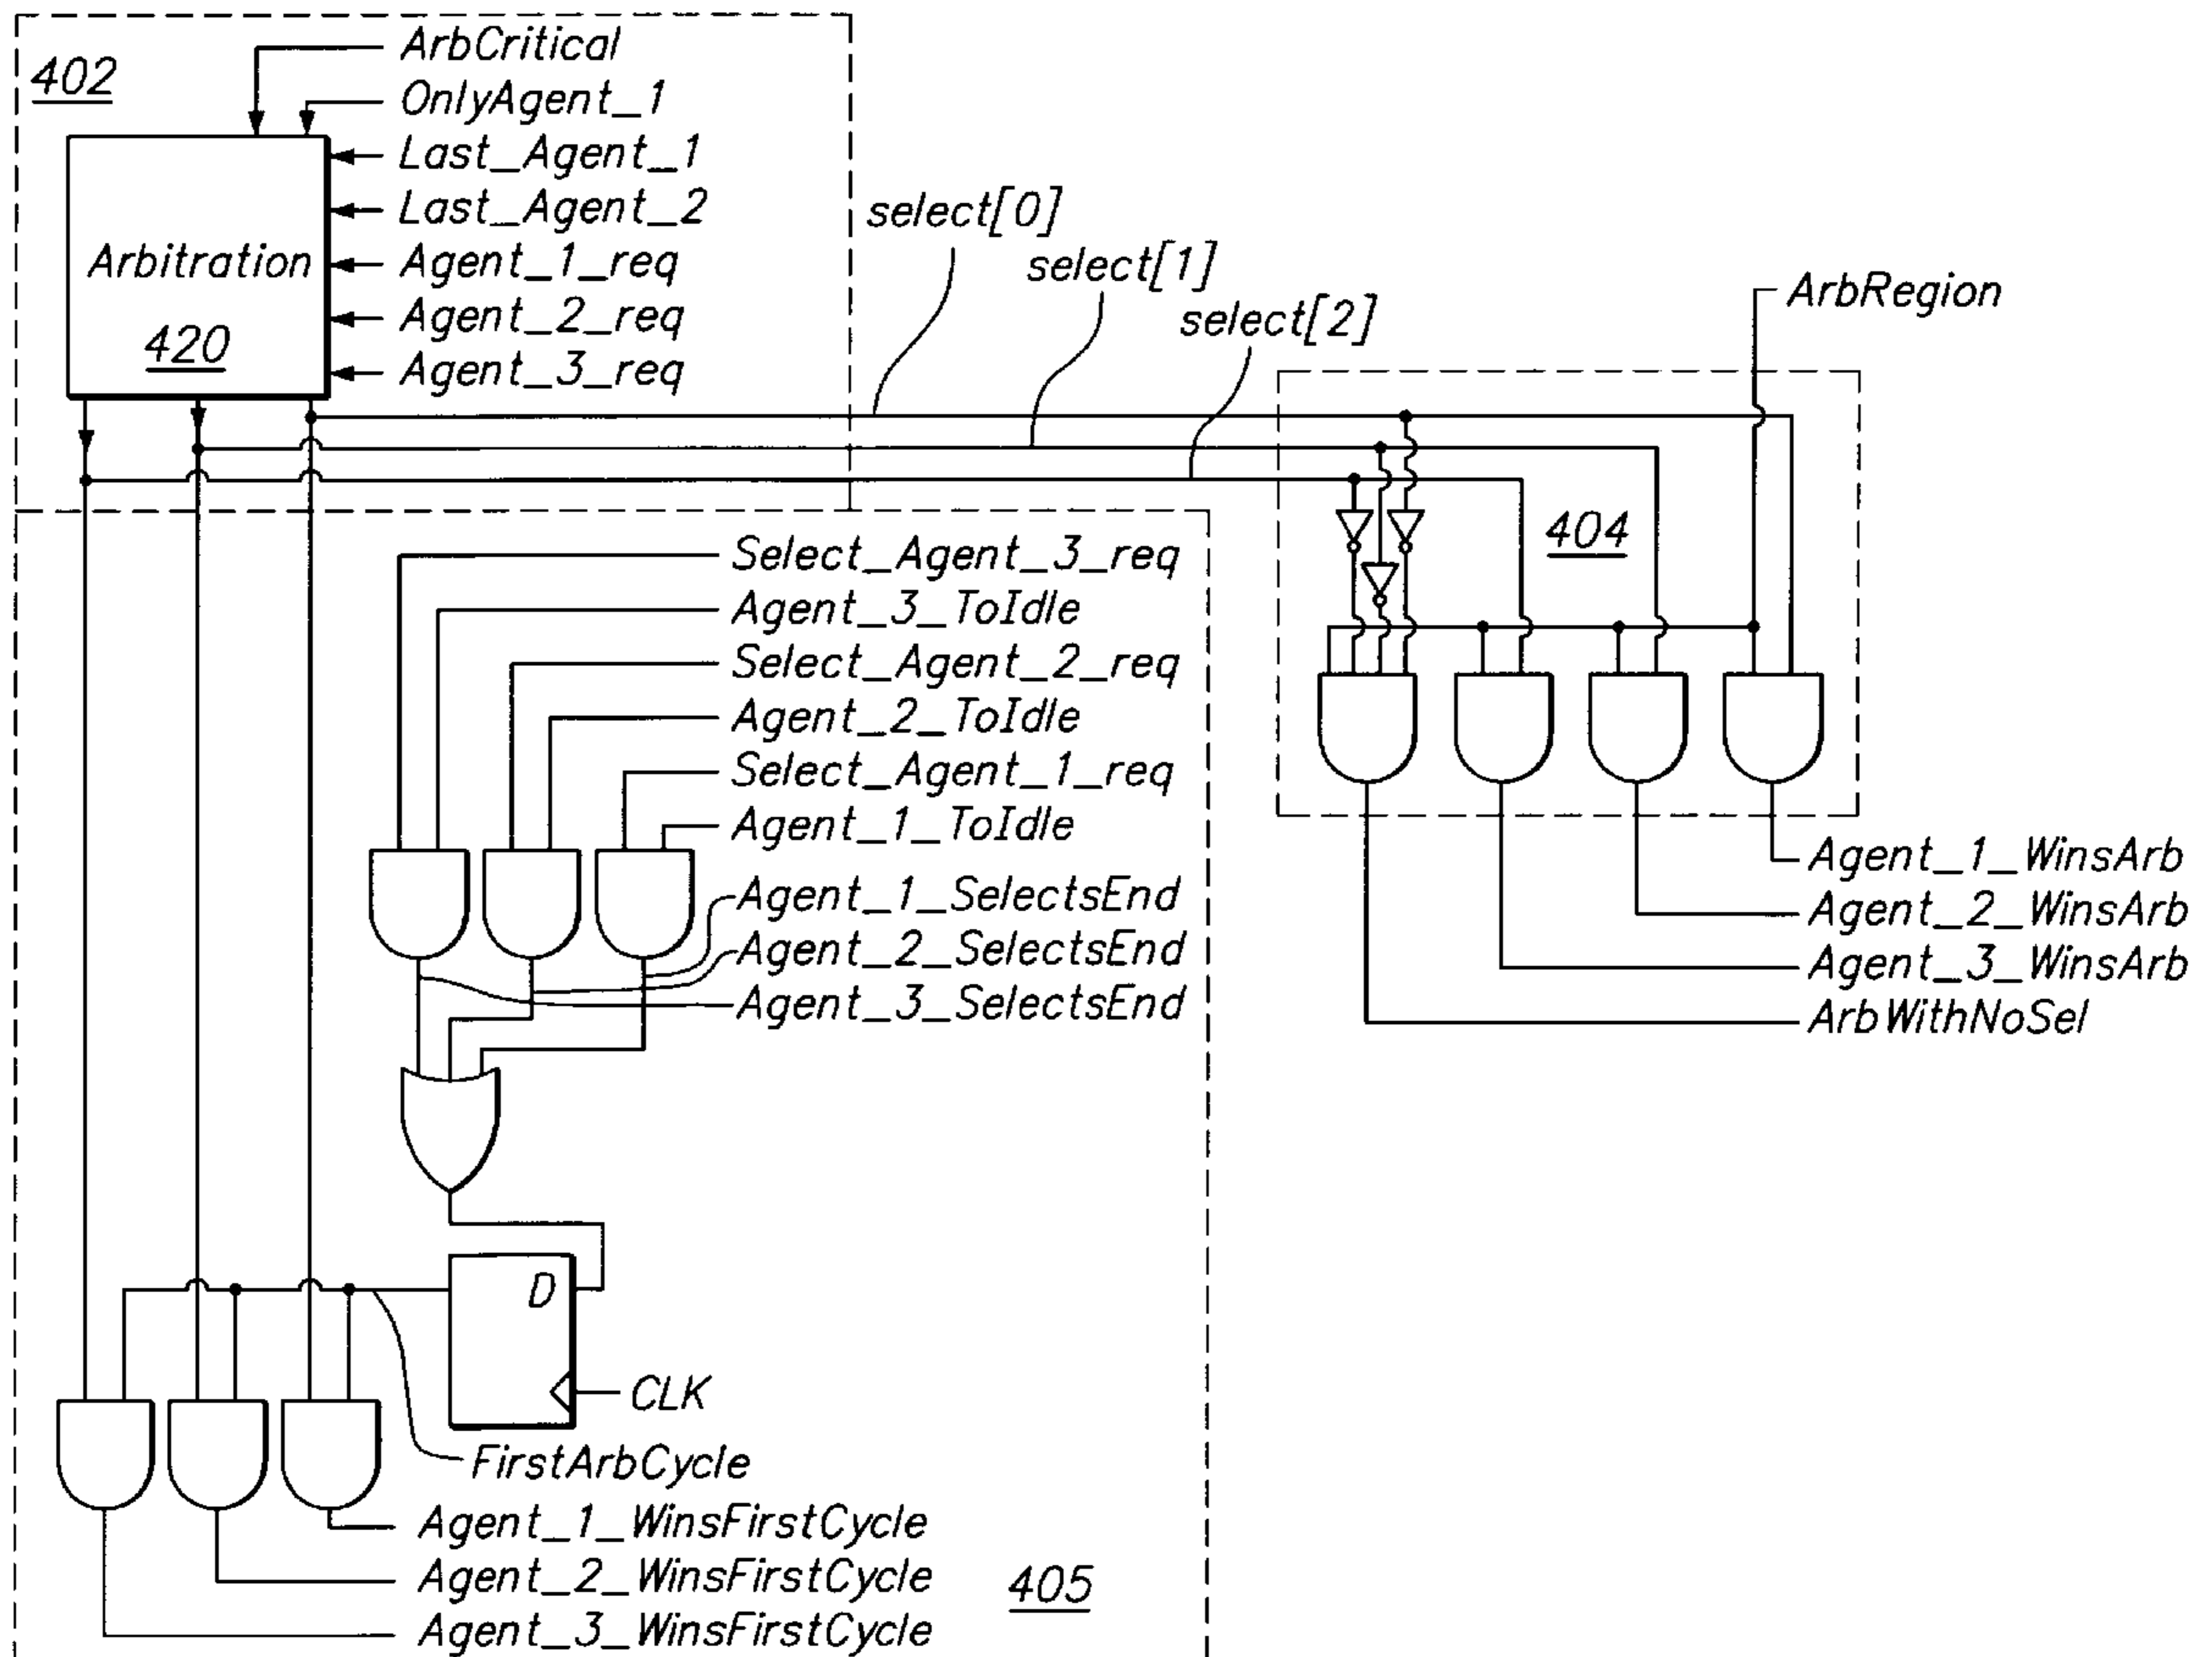 402
ArbCritical
OnlyAgent_1
Last_Agent_1
Last_Agent_2
Agent_1_req
Agent_2_req
Agent_3_req
Arbitration
420
select[0]
select[1]
select[2]
ArbRegion
404
Select_Agent_3_req
Agent_3_ToIdle
Select_Agent_2_req
Agent_2_ToIdle
Select_Agent_1_req
Agent_1_ToIdle
Agent_1_SelectsEnd
Agent_2_SelectsEnd
Agent_3_SelectsEnd
Agent_1_WinsArb
Agent_2_WinsArb
Agent_3_WinsArb
ArbWithNoSel
D
CLK
FirstArbCycle
Agent_1_WinsFirstCycle
Agent_2_WinsFirstCycle
Agent_3_WinsFirstCycle
405